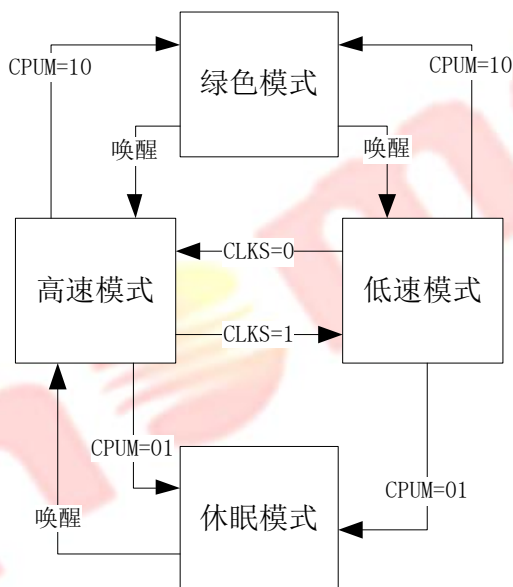 CPUM=10
绿色模式
CPUM=10
唤醒
唤醒
CLKS=0
高速模式
低速模式
CLKS=1
CPUM=01
CPUM=01
唤醒
休眠模式